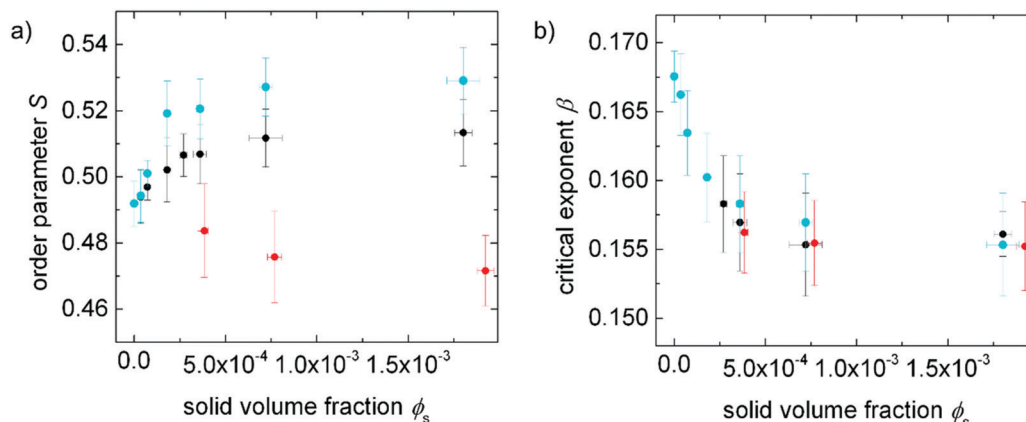 a)
order parameter S
0.54
0.52
0.50
0.48
0.46
0.0
5.0x10⁻⁴
1.0x10⁻³
1.5x10⁻³
solid volume fraction ϕₛ
b)
critical exponent β
0.170
0.165
0.160
0.155
0.150
0.0
5.0x10⁻⁴
1.0x10⁻³
1.5x10⁻³
solid volume fraction ϕₛ